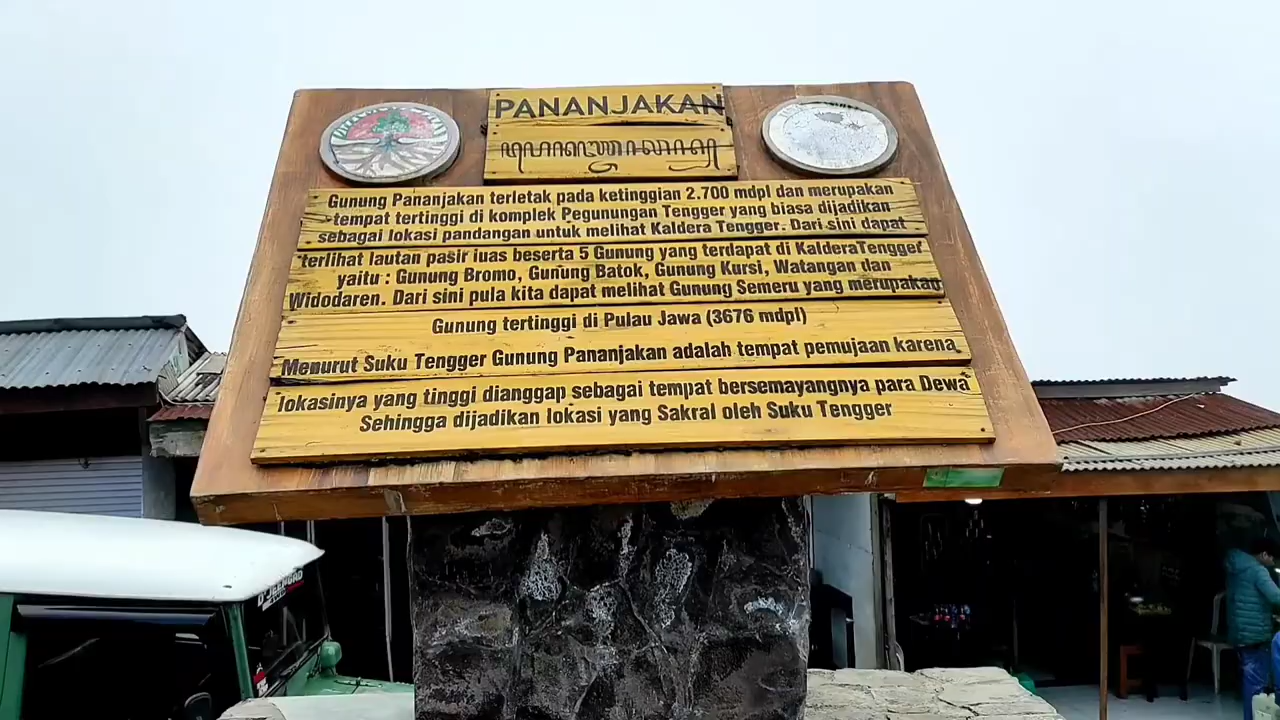 PANANJAKAN
Gunung Pananjakan terletak pada ketinggian 2.700 mdpl dan merupakan
tempat tertinggi di komplek Pegunungan Tengger yang biasa dijadikan
sebagai lokasi pandangan untuk melihat Kaldera Tengger. Dari sini dapat
terlihat lautan pasir iuas beserta 5 Gunung yang terdapat di KalderaTengger
yaitu : Gunung Bromo, Gunung Batok, Gunung Kursi, Watangan dan
Widodaren. Dari sini pula kita dapat melihat Gunung Semeru yang merupakan
Gunung tertinggi di Pulau Jawa (3676 mdpl)
Menurut Suku Tengger Gunung Pananjakan adalah tempat pemujaan karena
lokasinya yang tinggi dianggap sebagai tempat bersemayangnya para Dewa
Sehingga dijadikan lokasi yang Sakral oleh Suku Tengger